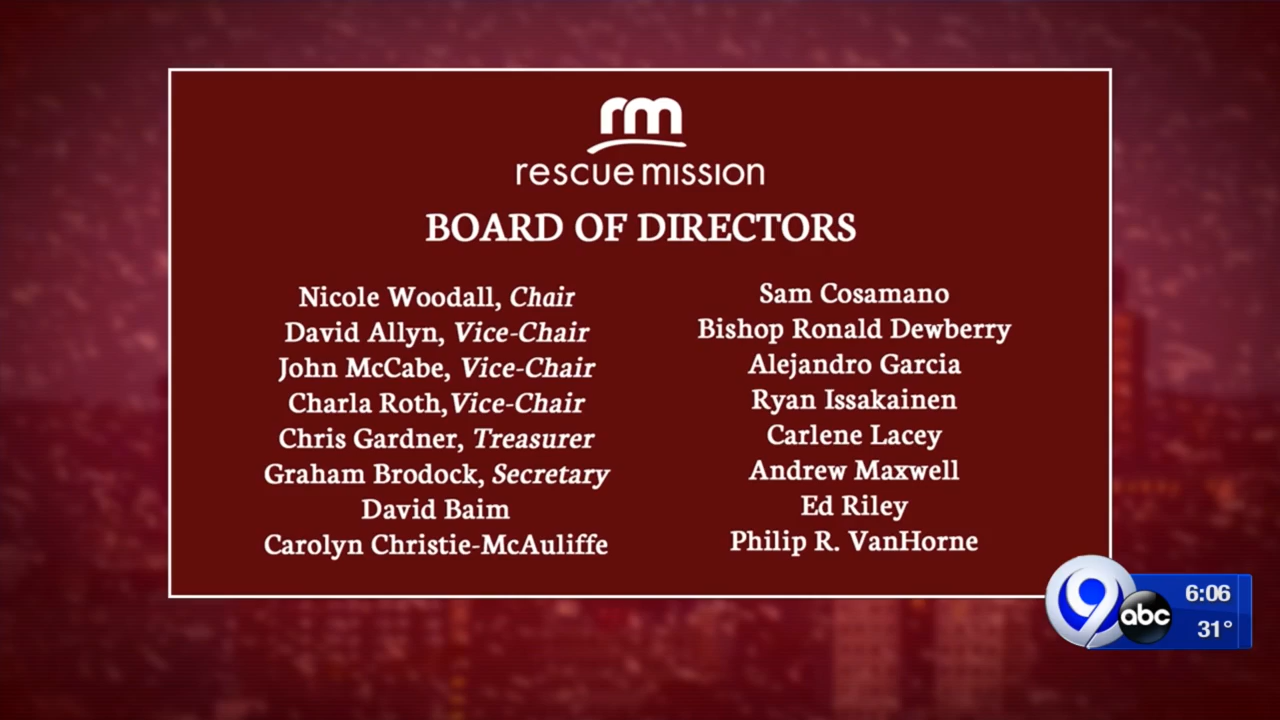 rm
rescue mission
BOARD OF DIRECTORS
Nicole Woodall, Chair
David Allyn, Vice-Chair
John McCabe, Vice-Chair
Charla Roth,Vice-Chair
Chris Gardner, Treasurer
Graham Brodock, Secretary
David Baim
Carolyn Christie-McAuliffe
Sam Cosamano
Bishop Ronald Dewberry
Alejandro Garcia
Ryan Issakainen
Carlene Lacey
Andrew Maxwell
Ed Riley
Philip R. VanHorne
9 abc
6:06
31°